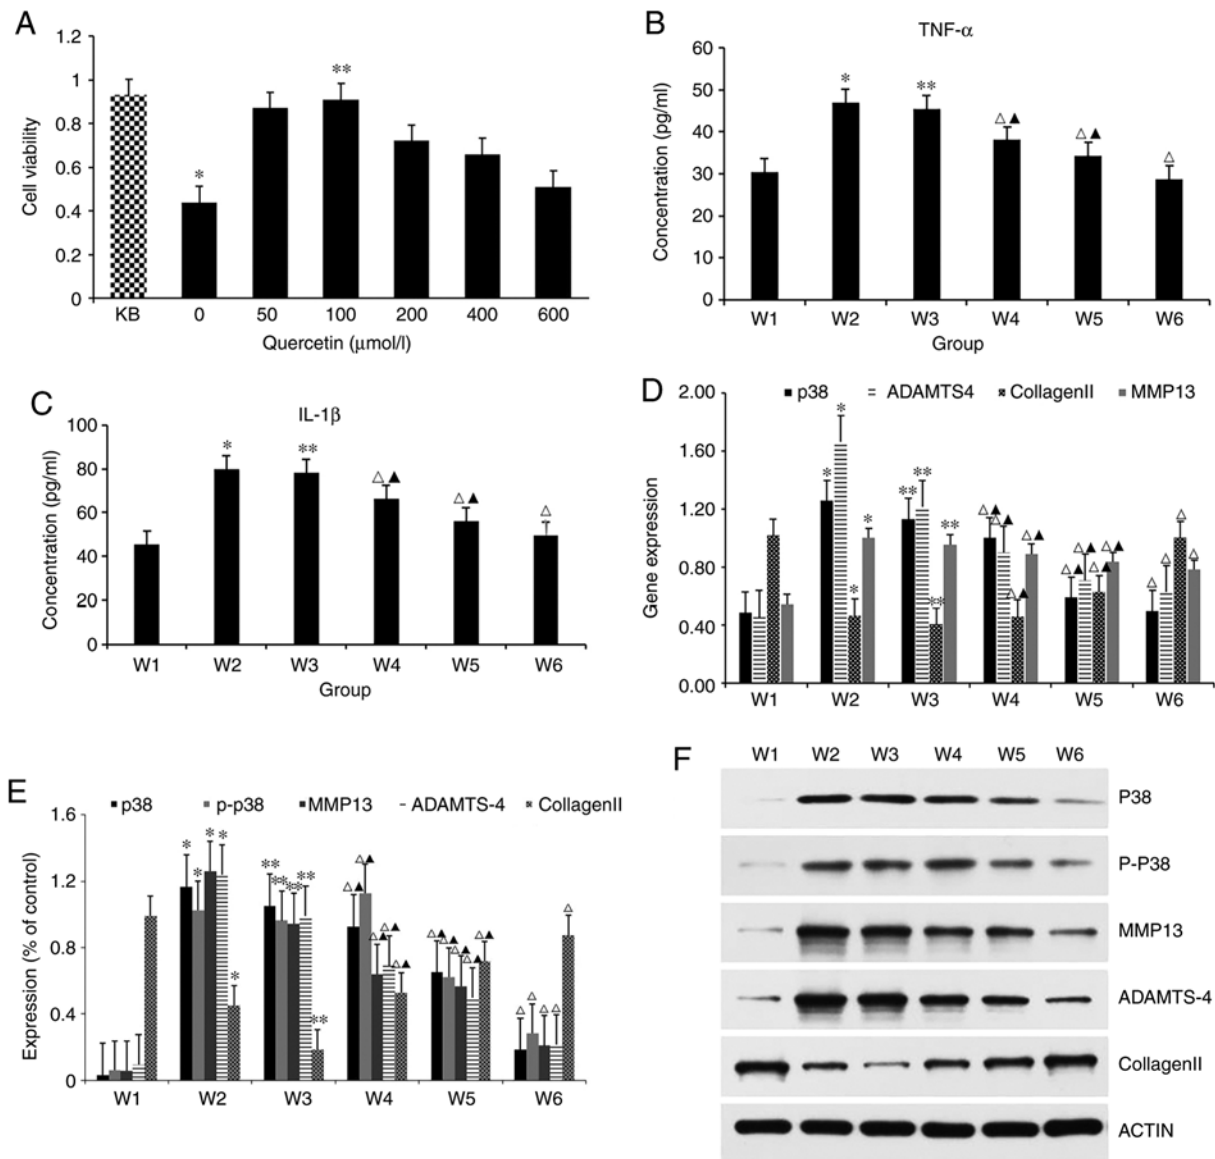 A
Cell viability
1.2
1
0.8
0.6
0.4
0.2
0
*
**
KB 0 50 100 200 400 600
Quercetin (μmol/l)
B
TNF-α
Concentration (pg/ml)
60
50
40
30
20
10
0
* ** △▲ △▲ △
W1 W2 W3 W4 W5 W6
Group
C
IL-1β
Concentration (pg/ml)
100
80
60
40
20
0
* ** △▲ △▲ △
W1 W2 W3 W4 W5 W6
Group
D
p38 ADAMTS4 CollagenII MMP13
Gene expression
2.00
1.60
1.20
0.80
0.40
0.00
* * * *
** ** ** **
△▲ △▲ △▲ △▲
△▲ △▲ △▲ △▲
△ △ △ △
W1 W2 W3 W4 W5 W6
E
p38 p-p38 MMP13 ADAMTS-4 CollagenII
Expression (% of control)
1.6
1.2
0.8
0.4
0
* * * * *
** ** ** ** **
△▲ △▲ △▲ △▲ △▲
△▲ △▲ △▲ △▲ △▲
△ △ △ △ △
W1 W2 W3 W4 W5 W6
F
W1 W2 W3 W4 W5 W6
P38
P-P38
MMP13
ADAMTS-4
CollagenII
ACTIN